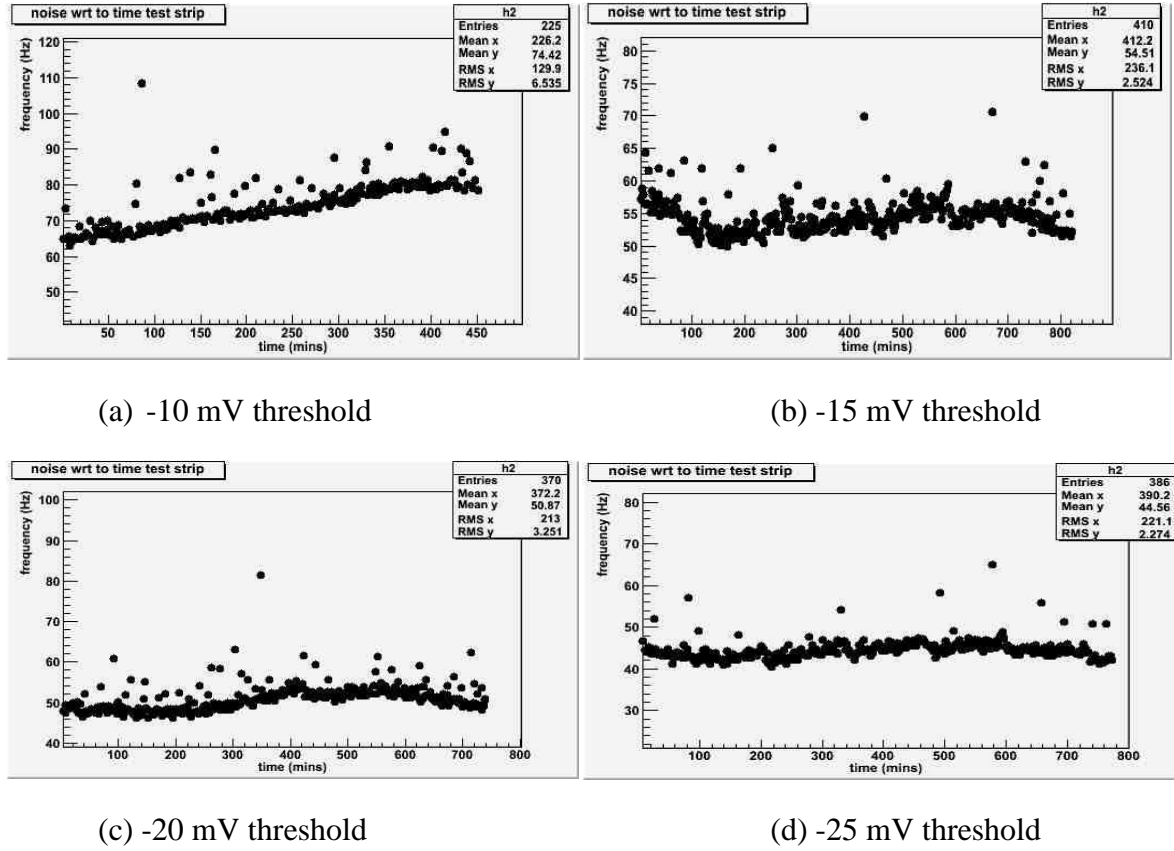 noise wrt to time test strip
h2
Entries 225
Mean x 226.2
Mean y 74.42
RMS x 129.9
RMS y 6.535
frequency (Hz)
120
110
100
90
80
70
60
50
50 100 150 200 250 300 350 400 450
time (mins)
(a) -10 mV threshold
noise wrt to time test strip
h2
Entries 410
Mean x 412.2
Mean y 54.51
RMS x 236.1
RMS y 2.524
frequency (Hz)
80
75
70
65
60
55
50
45
40
100 200 300 400 500 600 700 800
time (mins)
(b) -15 mV threshold
noise wrt to time test strip
h2
Entries 370
Mean x 372.2
Mean y 50.87
RMS x 213
RMS y 3.251
frequency (Hz)
100
90
80
70
60
50
40
100 200 300 400 500 600 700 800
time (mins)
(c) -20 mV threshold
noise wrt to time test strip
h2
Entries 386
Mean x 390.2
Mean y 44.56
RMS x 221.1
RMS y 2.274
frequency (Hz)
80
70
60
50
40
30
100 200 300 400 500 600 700 800
time (mins)
(d) -25 mV threshold